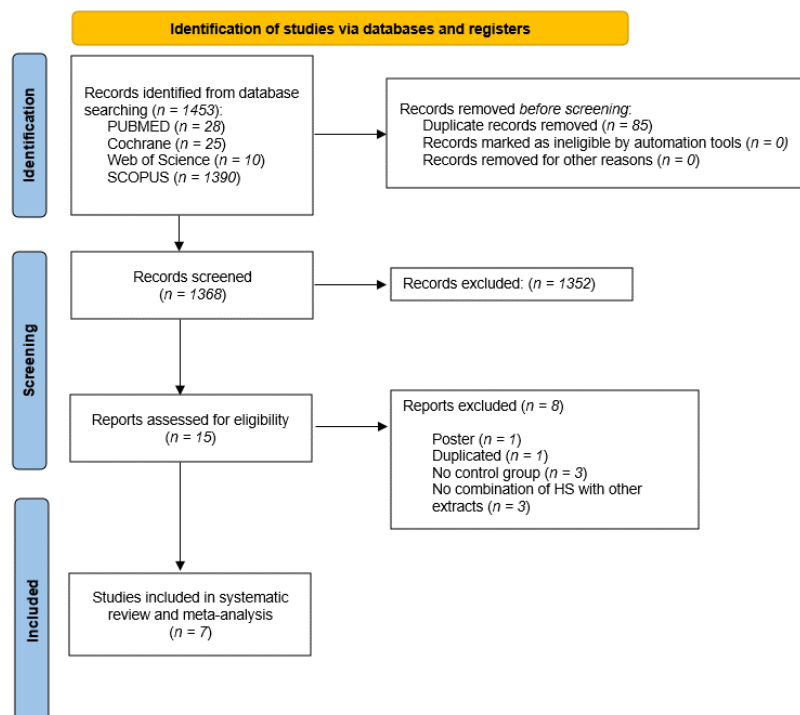 Identification of studies via databases and registers
Identification
Records identified from database
searching (n = 1453):
PUBMED (n = 28)
Cochrane (n = 25)
Web of Science (n = 10)
SCOPUS (n = 1390)
Records removed before screening:
Duplicate records removed (n = 85)
Records marked as ineligible by automation tools (n = 0)
Records removed for other reasons (n = 0)
Screening
Records screened
(n = 1368)
Records excluded: (n = 1352)
Reports assessed for eligibility
(n = 15)
Reports excluded (n = 8)
Poster (n = 1)
Duplicated (n = 1)
No control group (n = 3)
No combination of HS with other
extracts (n = 3)
Included
Studies included in systematic
review and meta-analysis
(n = 7)